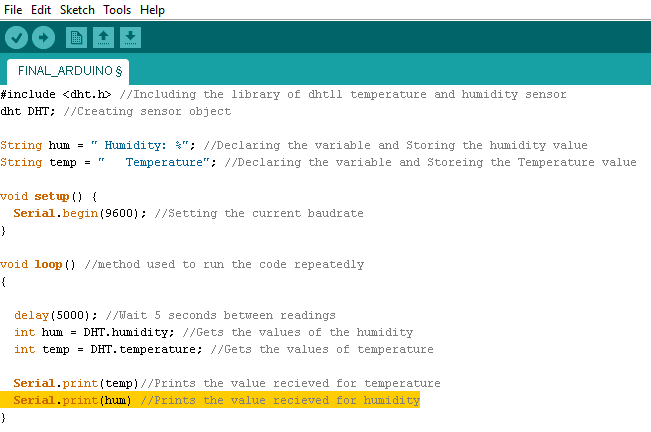 File Edit Sketch Tools Help
FINAL_ARDUINO §
#include <dht.h> //Including the library of dht11 temperature and humidity sensor
dht DHT; //Creating sensor object
String hum = " Humidity: %"; //Declaring the variable and Storing the humidity value
String temp = "   Temperature"; //Declaring the variable and Storeing the Temperature value
void setup() {
  Serial.begin(9600); //Setting the current baudrate
}
void loop() //method used to run the code repeatedly
{
  delay(5000); //Wait 5 seconds between readings
  int hum = DHT.humidity; //Gets the values of the humidity
  int temp = DHT.temperature; //Gets the values of temperature
  Serial.print(temp)//Prints the value recieved for temperature
  Serial.print(hum) //Prints the value recieved for humidity
}